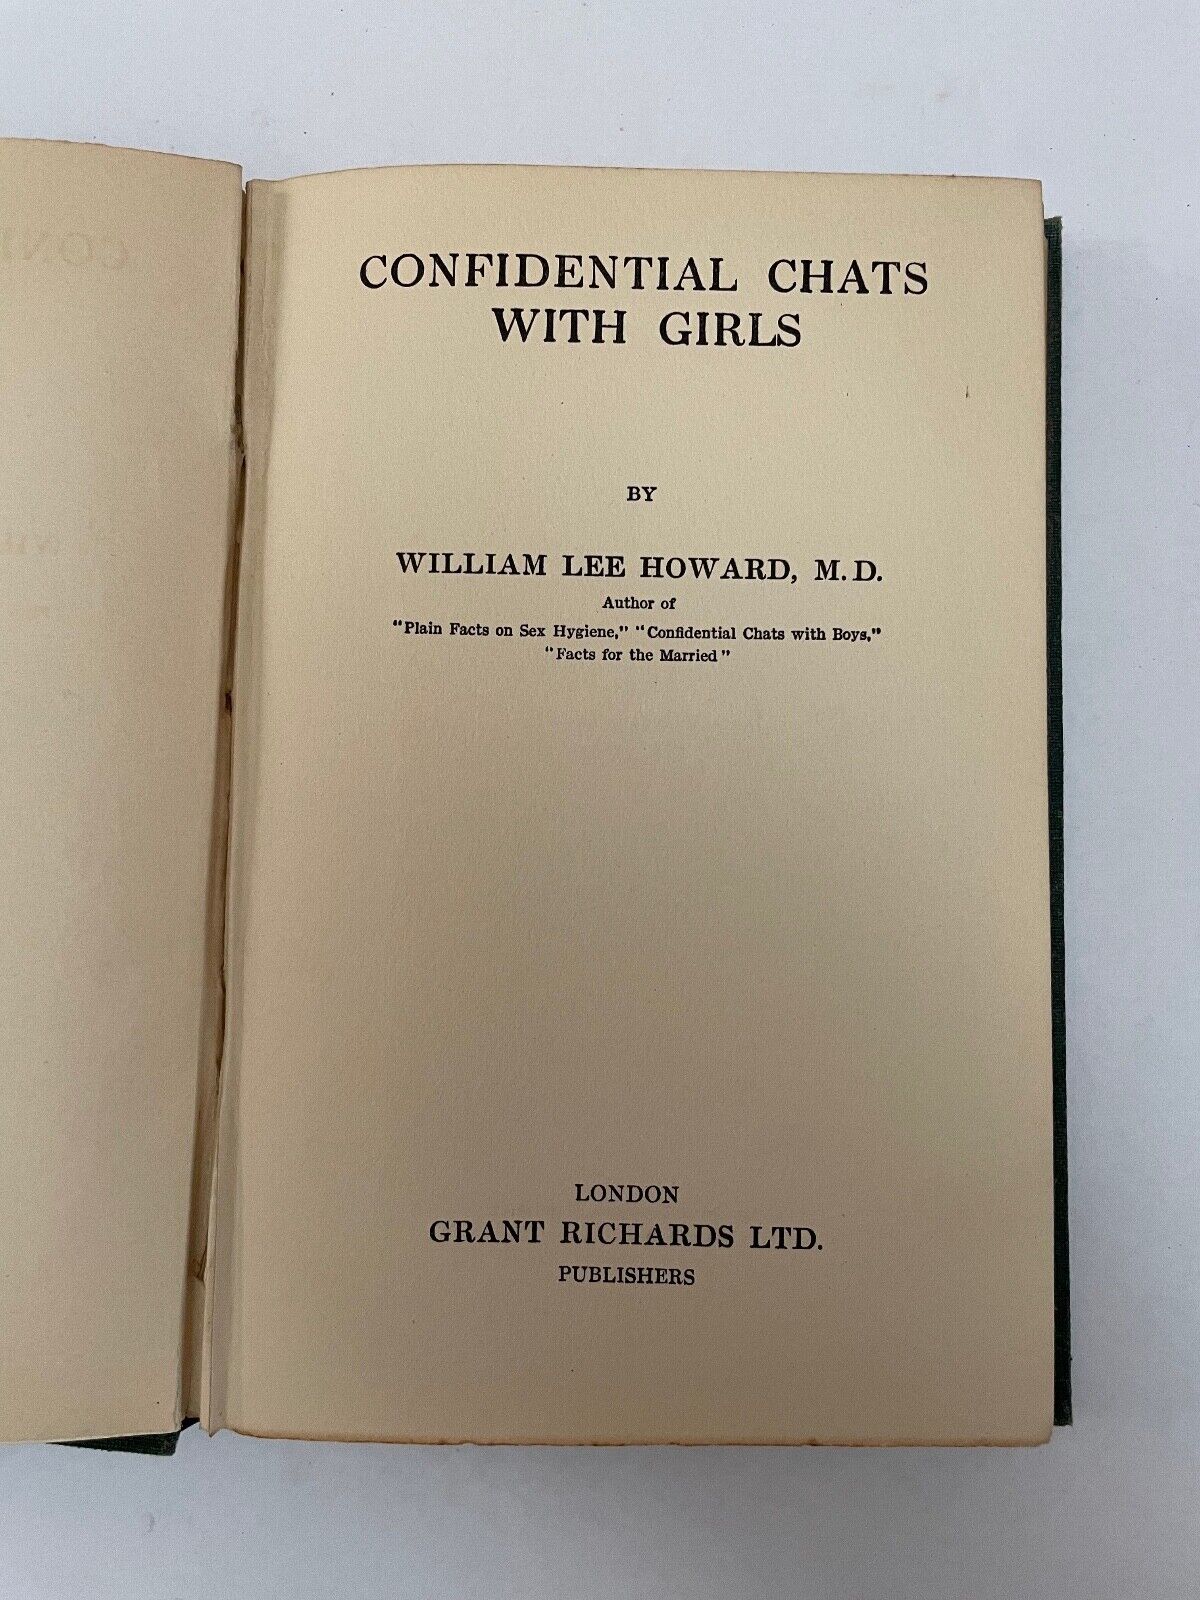 CONFIDENTIAL CHATS
WITH GIRLS
BY
WILLIAM LEE HOWARD, M.D.
Author of
"Plain Facts on Sex Hygiene," "Confidential Chats with Boys,"
"Facts for the Married"
LONDON
GRANT RICHARDS LTD.
PUBLISHERS